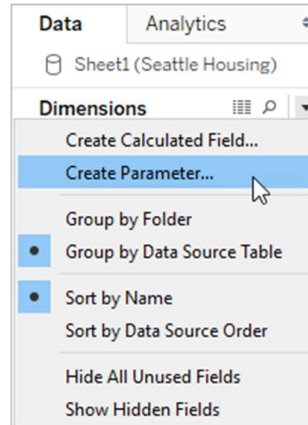 Data Analytics
Sheet1 (Seattle Housing)
Dimensions
Create Calculated Field...
Create Parameter...
Group by Folder
Group by Data Source Table
Sort by Name
Sort by Data Source Order
Hide All Unused Fields
Show Hidden Fields